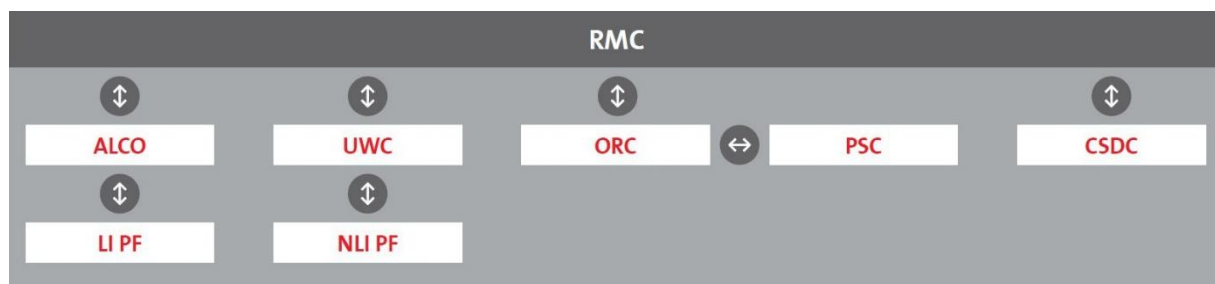 RMC
ALCO UWC ORC PSC CSDC
LI PF NLI PF